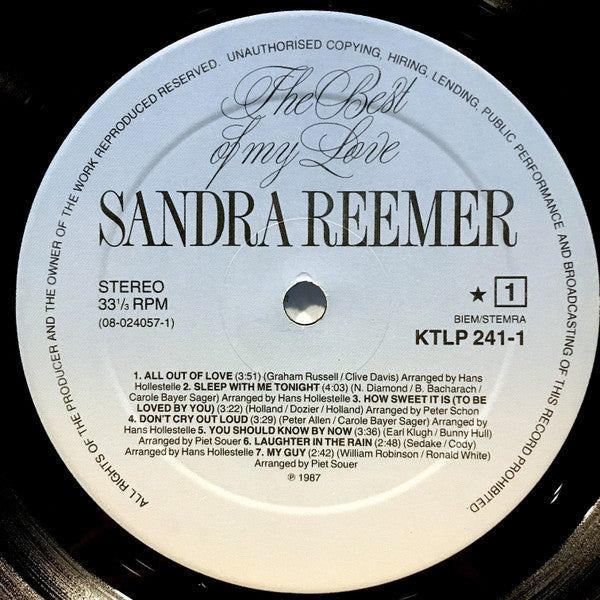 ALL RIGHTS OF THE PRODUCER AND THE OWNER OF THE WORK REPRODUCED RESERVED. UNAUTHORISED COPYING, HIRING, LENDING, PUBLIC PERFORMANCE AND BROADCASTING OF THIS RECORD PROHIBITED.
The Best
of my Love
SANDRA REEMER
STEREO
33 1/3 RPM
(08-024057-1)
★ 1
BIEM/STEMRA
KTLP 241-1
1. ALL OUT OF LOVE (3:51) (Graham Russell / Clive Davis) Arranged by Hans
Hollestelle 2. SLEEP WITH ME TONIGHT (4:03) (N. Diamond / B. Bacharach /
Carole Bayer Sager) Arranged by Hans Hollestelle 3. HOW SWEET IT IS (TO BE
LOVED BY YOU) (3:22) (Holland / Dozier / Holland) Arranged by Peter Schon
4. DON'T CRY OUT LOUD (3:29) (Peter Allen / Carole Bayer Sager) Arranged by
Hans Hollestelle 5. YOU SHOULD KNOW BY NOW (3:36) (Earl Klugh / Bunny Hull)
Arranged by Piet Souer 6. LAUGHTER IN THE RAIN (2:48) (Sedake / Cody)
Arranged by Hans Hollestelle 7. MY GUY (2:42) (William Robinson / Ronald White)
Arranged by Piet Souer
℗ 1987